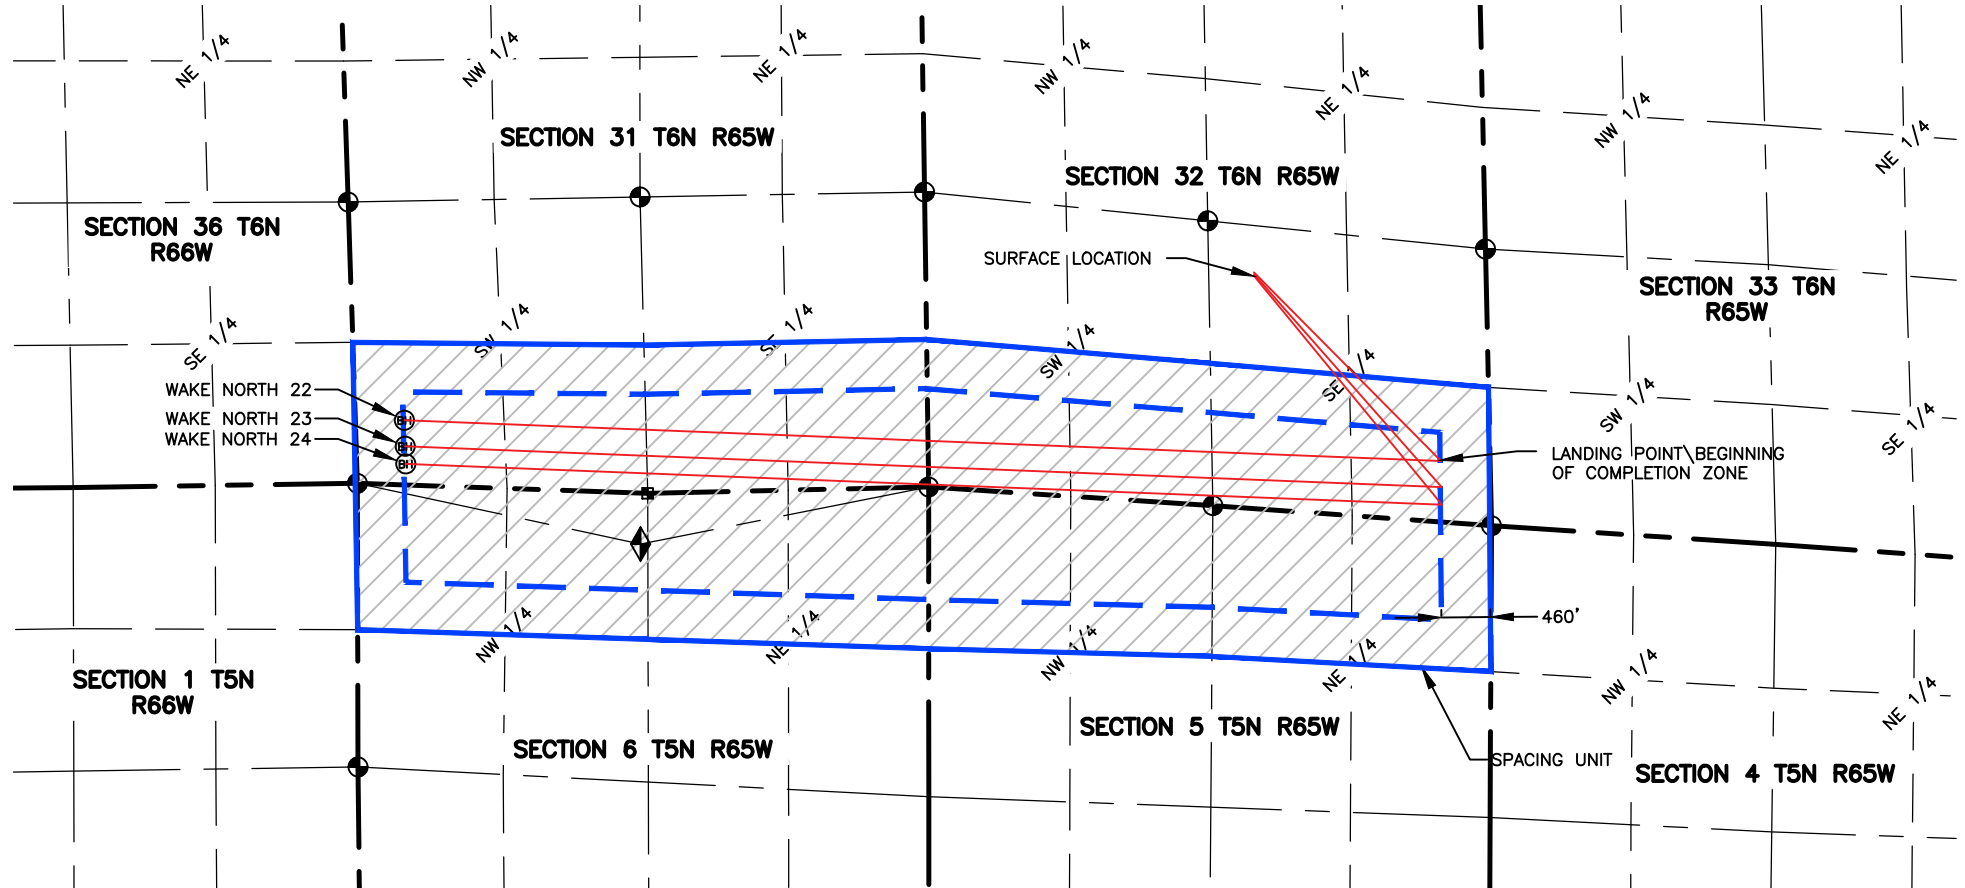 NE 1/4
NW 1/4
NE 1/4
NW 1/4
NE 1/4
NW 1/4
NE 1/4
SECTION 31 T6N R65W
SECTION 32 T6N R65W
SECTION 36 T6N
R66W
SURFACE LOCATION
SECTION 33 T6N
R65W
SE 1/4
SW 1/4
SE 1/4
SW 1/4
SE 1/4
SW 1/4
SE 1/4
WAKE NORTH 22
WAKE NORTH 23
WAKE NORTH 24
BH
BH
BH
LANDING POINT\BEGINNING
OF COMPLETION ZONE
460'
NW 1/4
NE 1/4
NW 1/4
NE 1/4
NW 1/4
NE 1/4
SECTION 1 T5N
R66W
SECTION 6 T5N R65W
SECTION 5 T5N R65W
SPACING UNIT
SECTION 4 T5N R65W